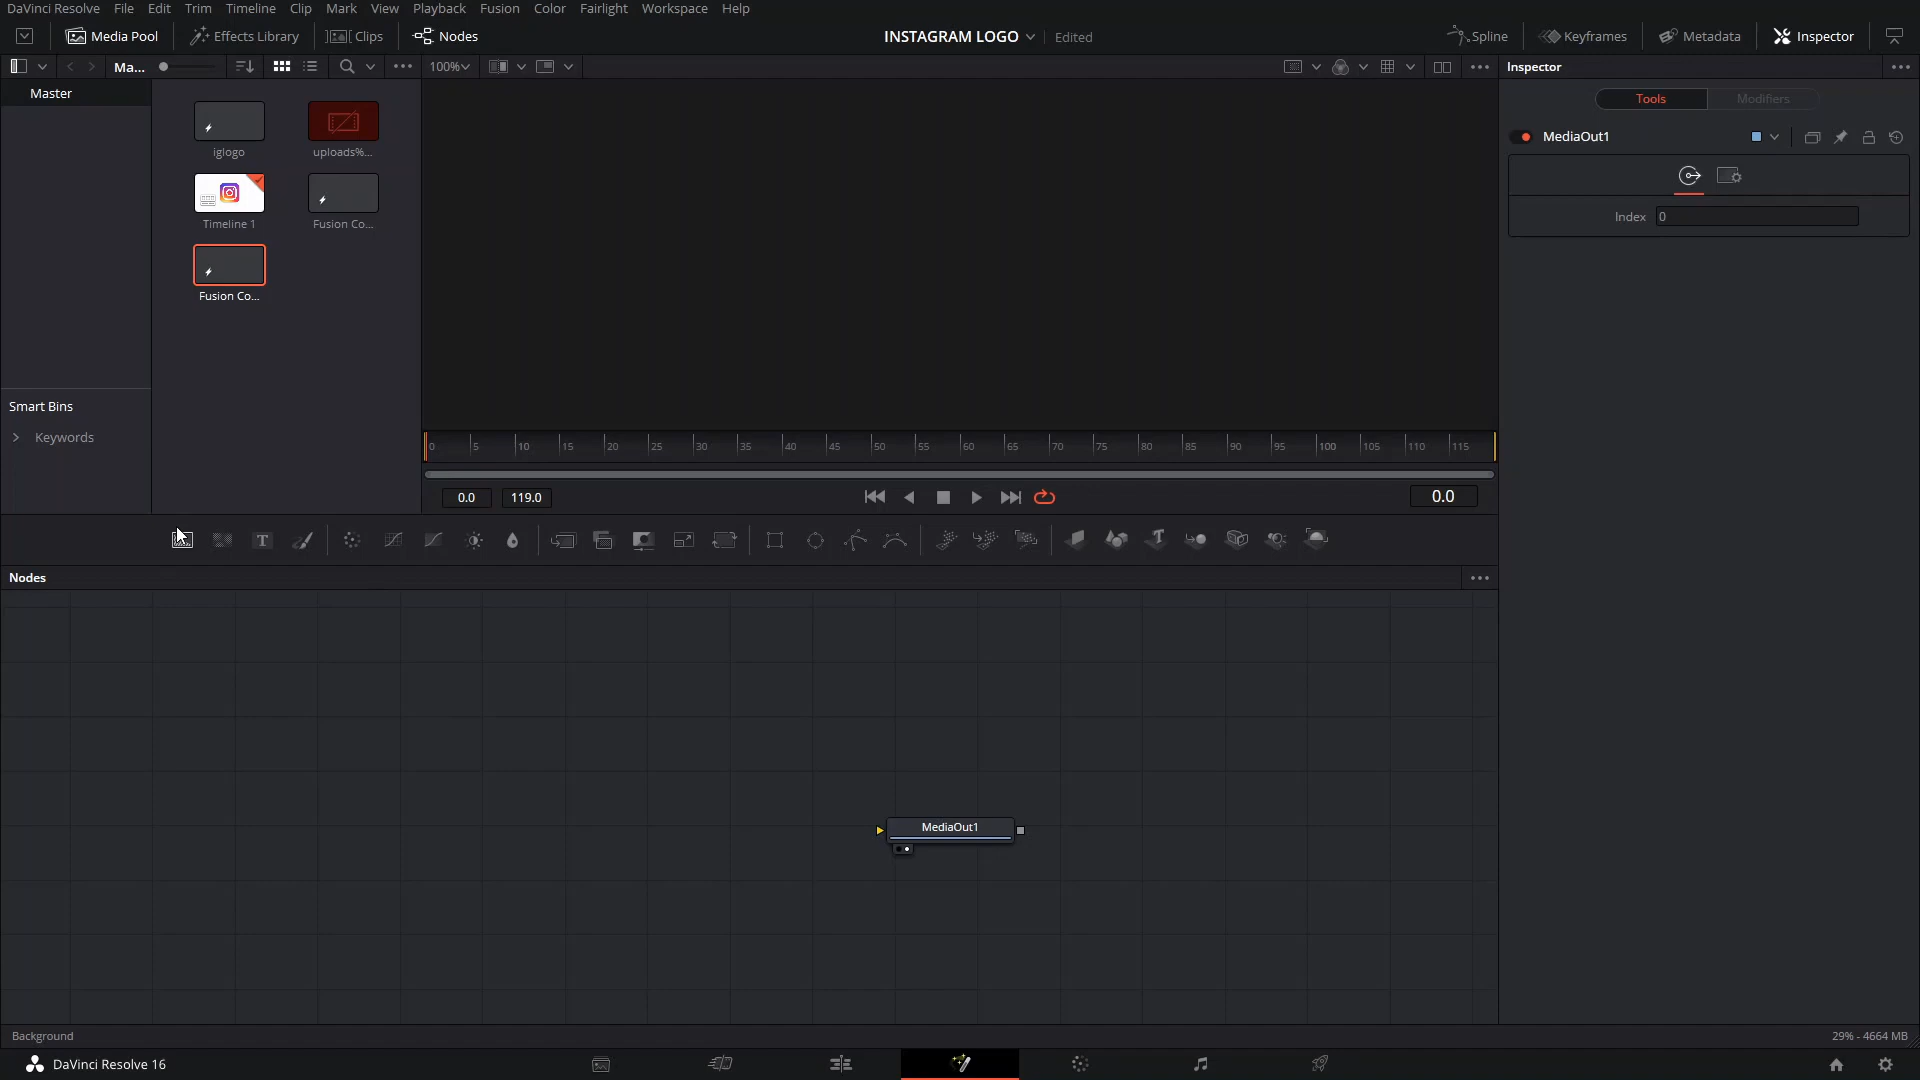 DaVinci Resolve File Edit Trim Timeline Clip Mark View Playback Fusion Color Fairlight Workspace Help
Media Pool Effects Library Clips Nodes INSTAGRAM LOGO Edited Spline Keyframes Metadata Inspector
Ma... 100% Inspector
Master
Tools Modifiers
MediaOut1
iglogo uploads%...
Index 0
Timeline 1 Fusion Co...
Fusion Co...
Smart Bins
Keywords
0 5 10 15 20 25 30 35 40 45 50 55 60 65 70 75 80 85 90 95 100 105 110 115
0.0 119.0 0.0
T T
Nodes
MediaOut1
Background 29% - 4664 MB
DaVinci Resolve 16